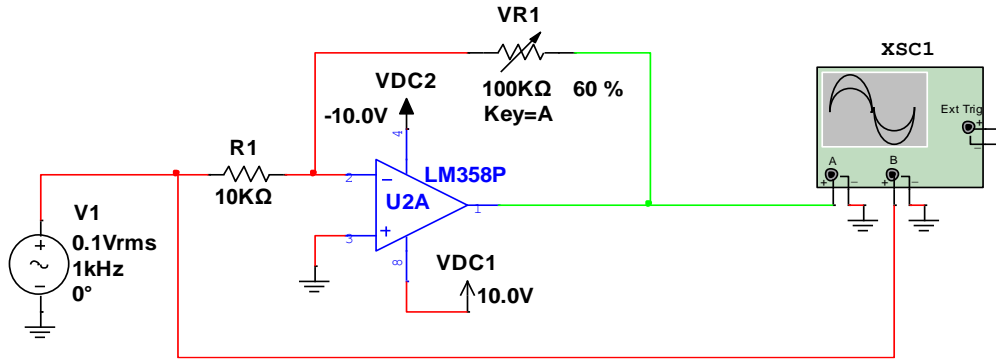 VR1
XSC1
100KΩ 60 %
Key=A
VDC2
-10.0V
Ext Trig
+
−
4
R1
A
B
LM358P
10KΩ
2
−
U2A
1
+ − + −
V1
3
+
+
0.1Vrms
8
VDC1
1kHz
−
0°
10.0V